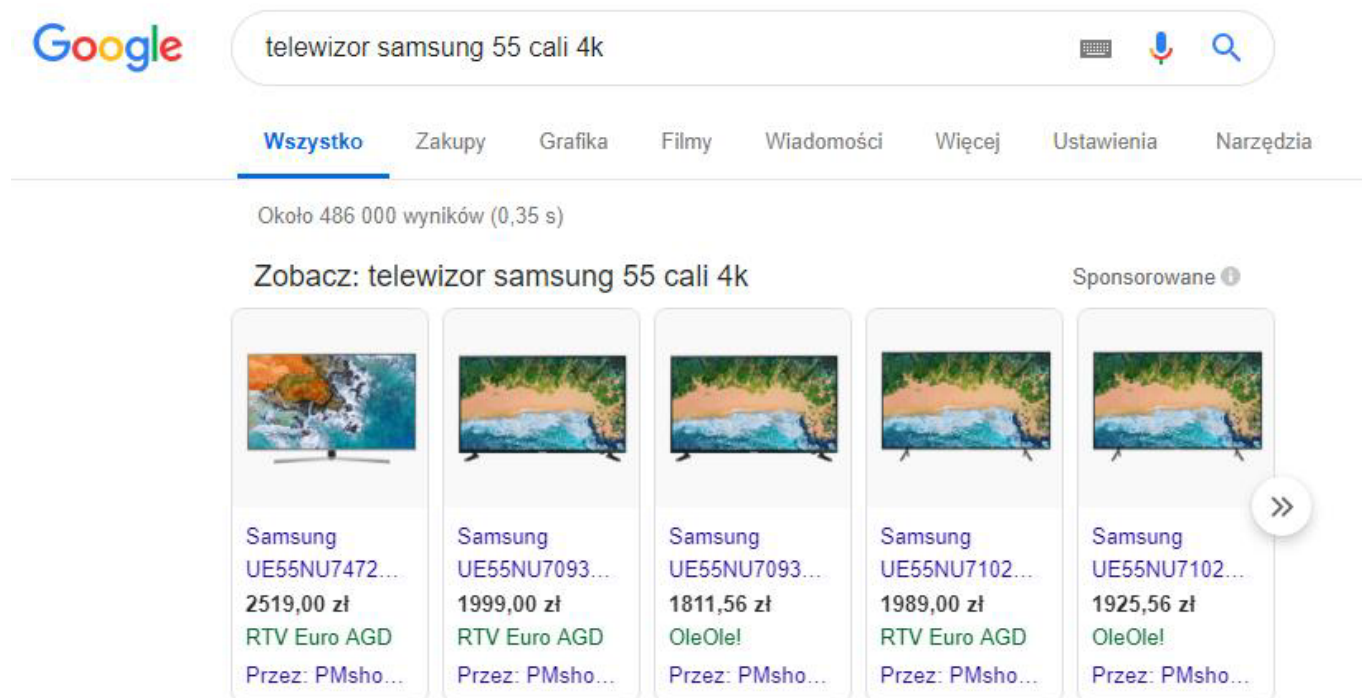 Google
telewizor samsung 55 cali 4k
Wszystko Zakupy Grafika Filmy Wiadomości Więcej Ustawienia Narzędzia
Około 486 000 wyników (0,35 s)
Zobacz: telewizor samsung 55 cali 4k
Sponsorowane
Samsung
UE55NU7472...
2519,00 zł
RTV Euro AGD
Przez: PMsho...
Samsung
UE55NU7093...
1999,00 zł
RTV Euro AGD
Przez: PMsho...
Samsung
UE55NU7093...
1811,56 zł
OleOle!
Przez: PMsho...
Samsung
UE55NU7102...
1989,00 zł
RTV Euro AGD
Przez: PMsho...
Samsung
UE55NU7102...
1925,56 zł
OleOle!
Przez: PMsho...